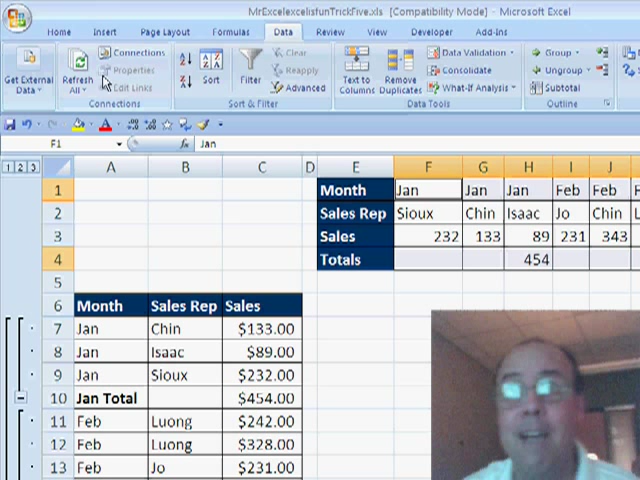 MrExcelexcelisfunTrickFive.xls [Compatibility Mode] - Microsoft Excel
Home Insert Page Layout Formulas Data Review View Developer Add-Ins
Get External Data
Refresh All
Connections
Properties
Edit Links
Connections
Sort
Filter
Clear
Reapply
Advanced
Sort & Filter
Text to Columns
Remove Duplicates
Data Validation
Consolidate
What-If Analysis
Data Tools
Group
Ungroup
Subtotal
Outline
F1 fx Jan
1 2 3 A B C D E F G H I J
1 Month Jan Jan Jan Feb Feb F
2 Sales Rep Sioux Chin Isaac Jo Chin L
3 Sales 232 133 89 231 343
4 Totals 454
5
6 Month Sales Rep Sales
7 Jan Chin $133.00
8 Jan Isaac $89.00
9 Jan Sioux $232.00
10 Jan Total $454.00
11 Feb Luong $242.00
12 Feb Luong $328.00
13 Feb Jo $231.00